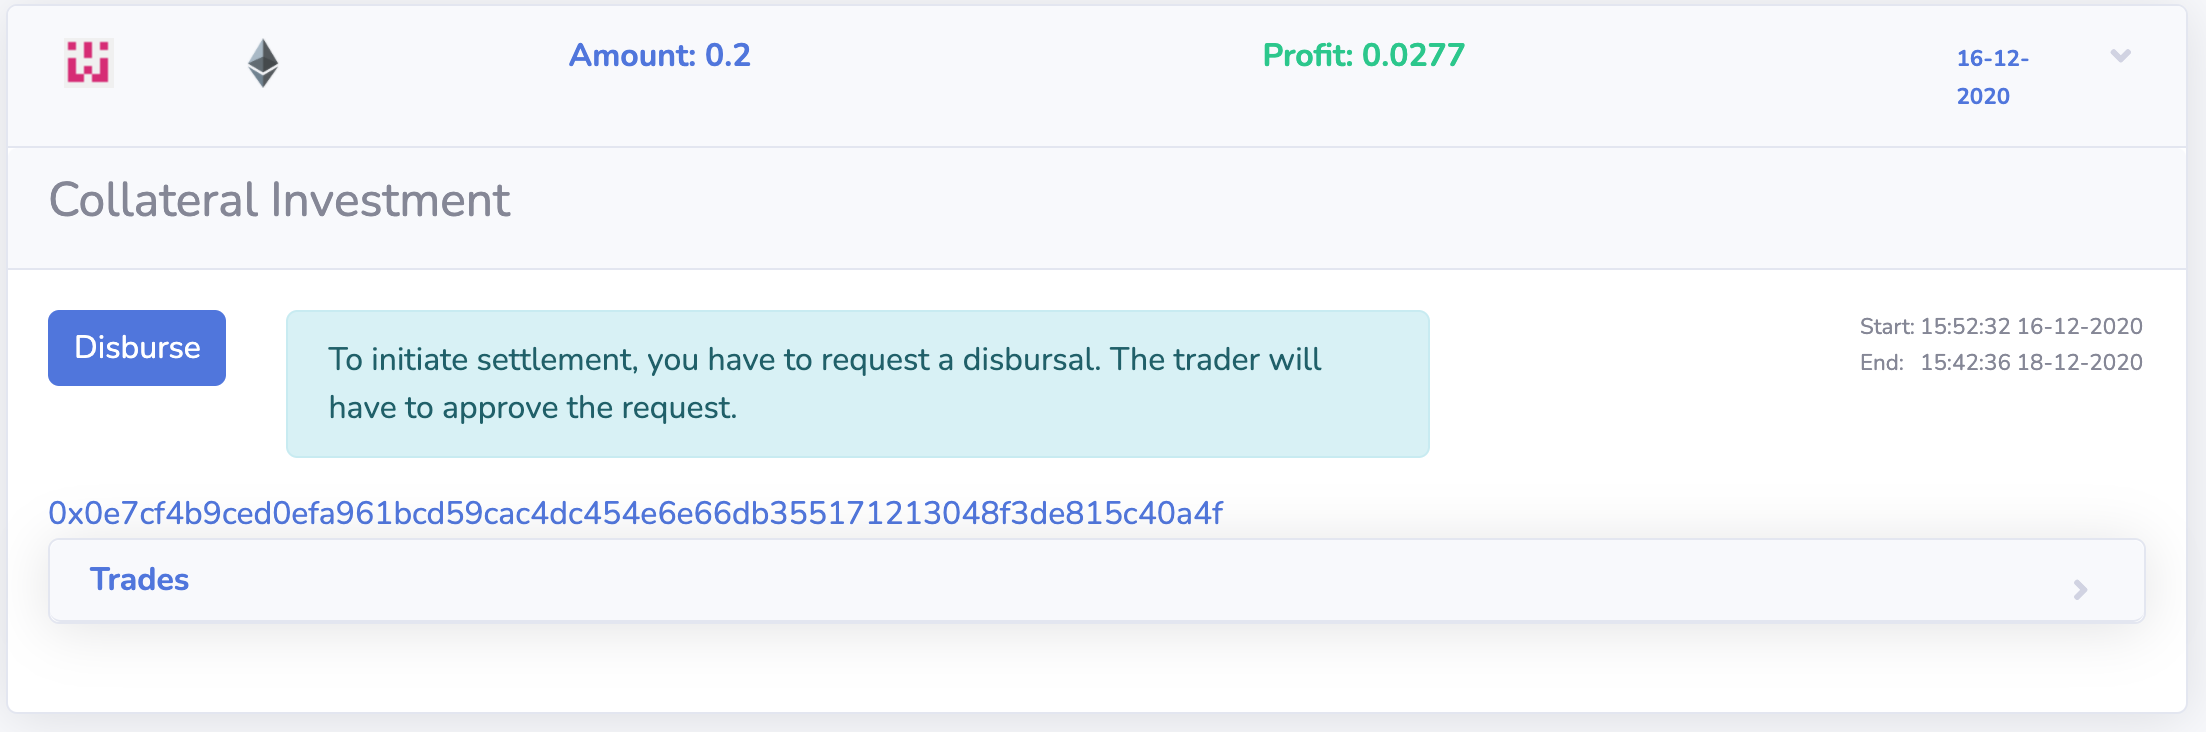 Amount: 0.2
Profit: 0.0277
16-12-
2020
Collateral Investment
Disburse
To initiate settlement, you have to request a disbursal. The trader will
have to approve the request.
Start: 15:52:32 16-12-2020
End: 15:42:36 18-12-2020
0x0e7cf4b9ced0efa961bcd59cac4dc454e6e66db355171213048f3de815c40a4f
Trades